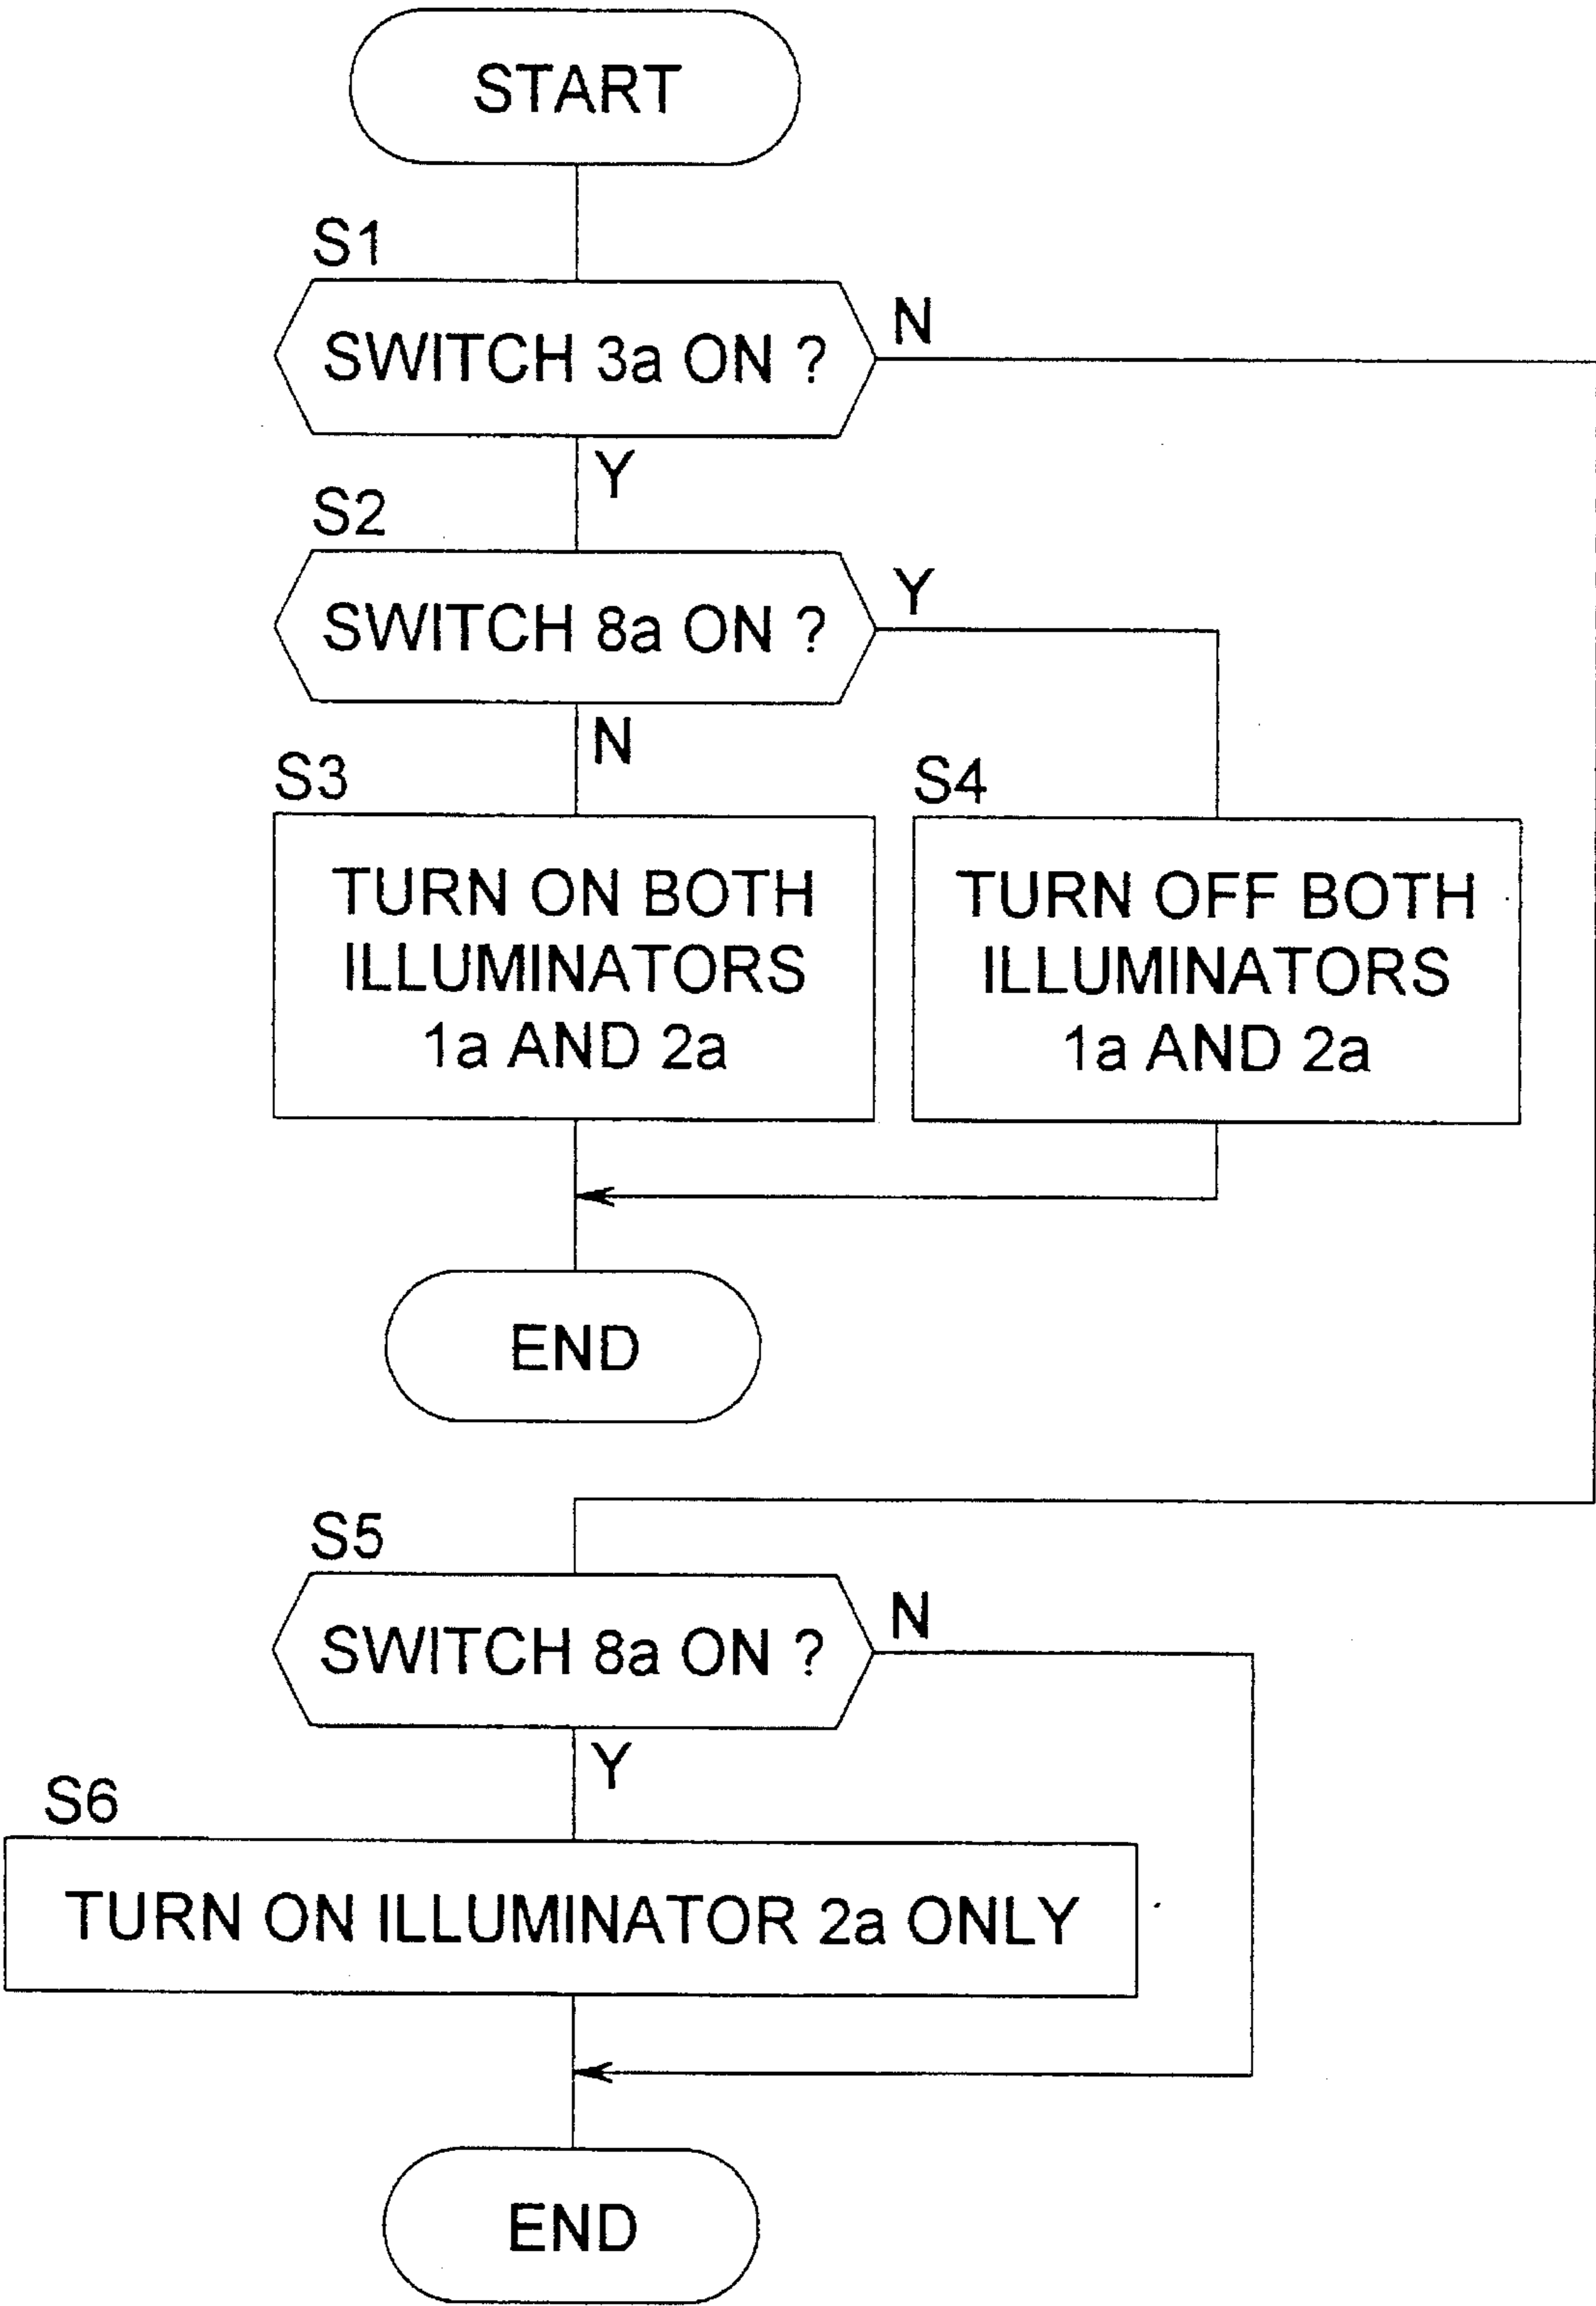 START
S1
SWITCH 3a ON ?
N
Y
S2
SWITCH 8a ON ?
Y
N
S3
TURN ON BOTH
ILLUMINATORS
1a AND 2a
S4
TURN OFF BOTH
ILLUMINATORS
1a AND 2a
END
S5
SWITCH 8a ON ?
N
Y
S6
TURN ON ILLUMINATOR 2a ONLY
END